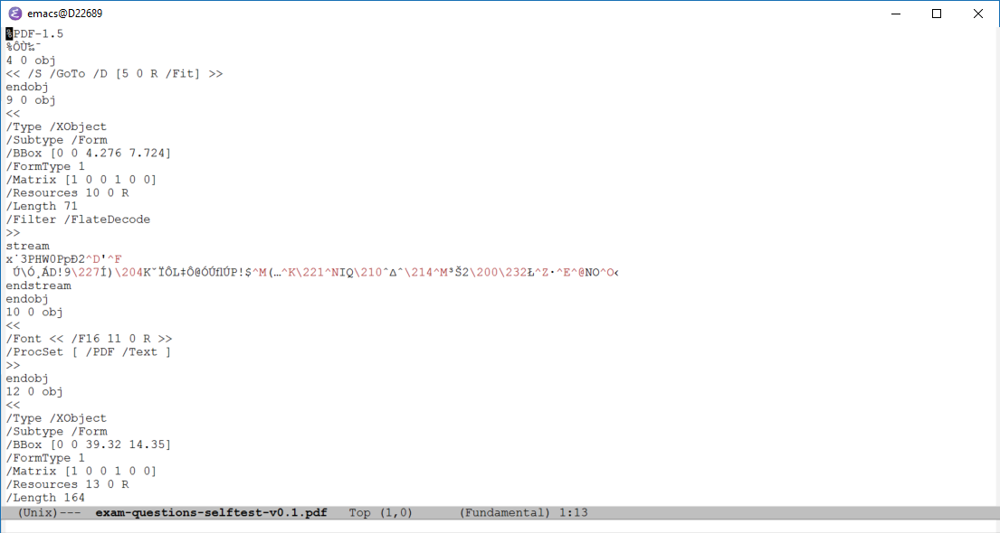 emacs@D22689
%PDF-1.5
%ÔÙ‰¯
4 0 obj
<< /S /GoTo /D [5 0 R /Fit] >>
endobj
9 0 obj
<<
/Type /XObject
/Subtype /Form
/BBox [0 0 4.276 7.724]
/FormType 1
/Matrix [1 0 0 1 0 0]
/Resources 10 0 R
/Length 71
/Filter /FlateDecode
>>
stream
x˙3PHW0PpÐ2^D'^F
Ú\Ó¸ÁD!9\227Í)\204KˇÏÔL‡Ô@ÓÚflÚP!$^M(…^K\221^NIQ\210ˆ∆ˆ\214^M³Š2\200\232Ł^Z·^E^@NO^O‹
endstream
endobj
10 0 obj
<<
/Font << /F16 11 0 R >>
/ProcSet [ /PDF /Text ]
>>
endobj
12 0 obj
<<
/Type /XObject
/Subtype /Form
/BBox [0 0 39.32 14.35]
/FormType 1
/Matrix [1 0 0 1 0 0]
/Resources 13 0 R
/Length 164
(Unix)--- exam-questions-selftest-v0.1.pdf Top (1,0) (Fundamental) 1:13